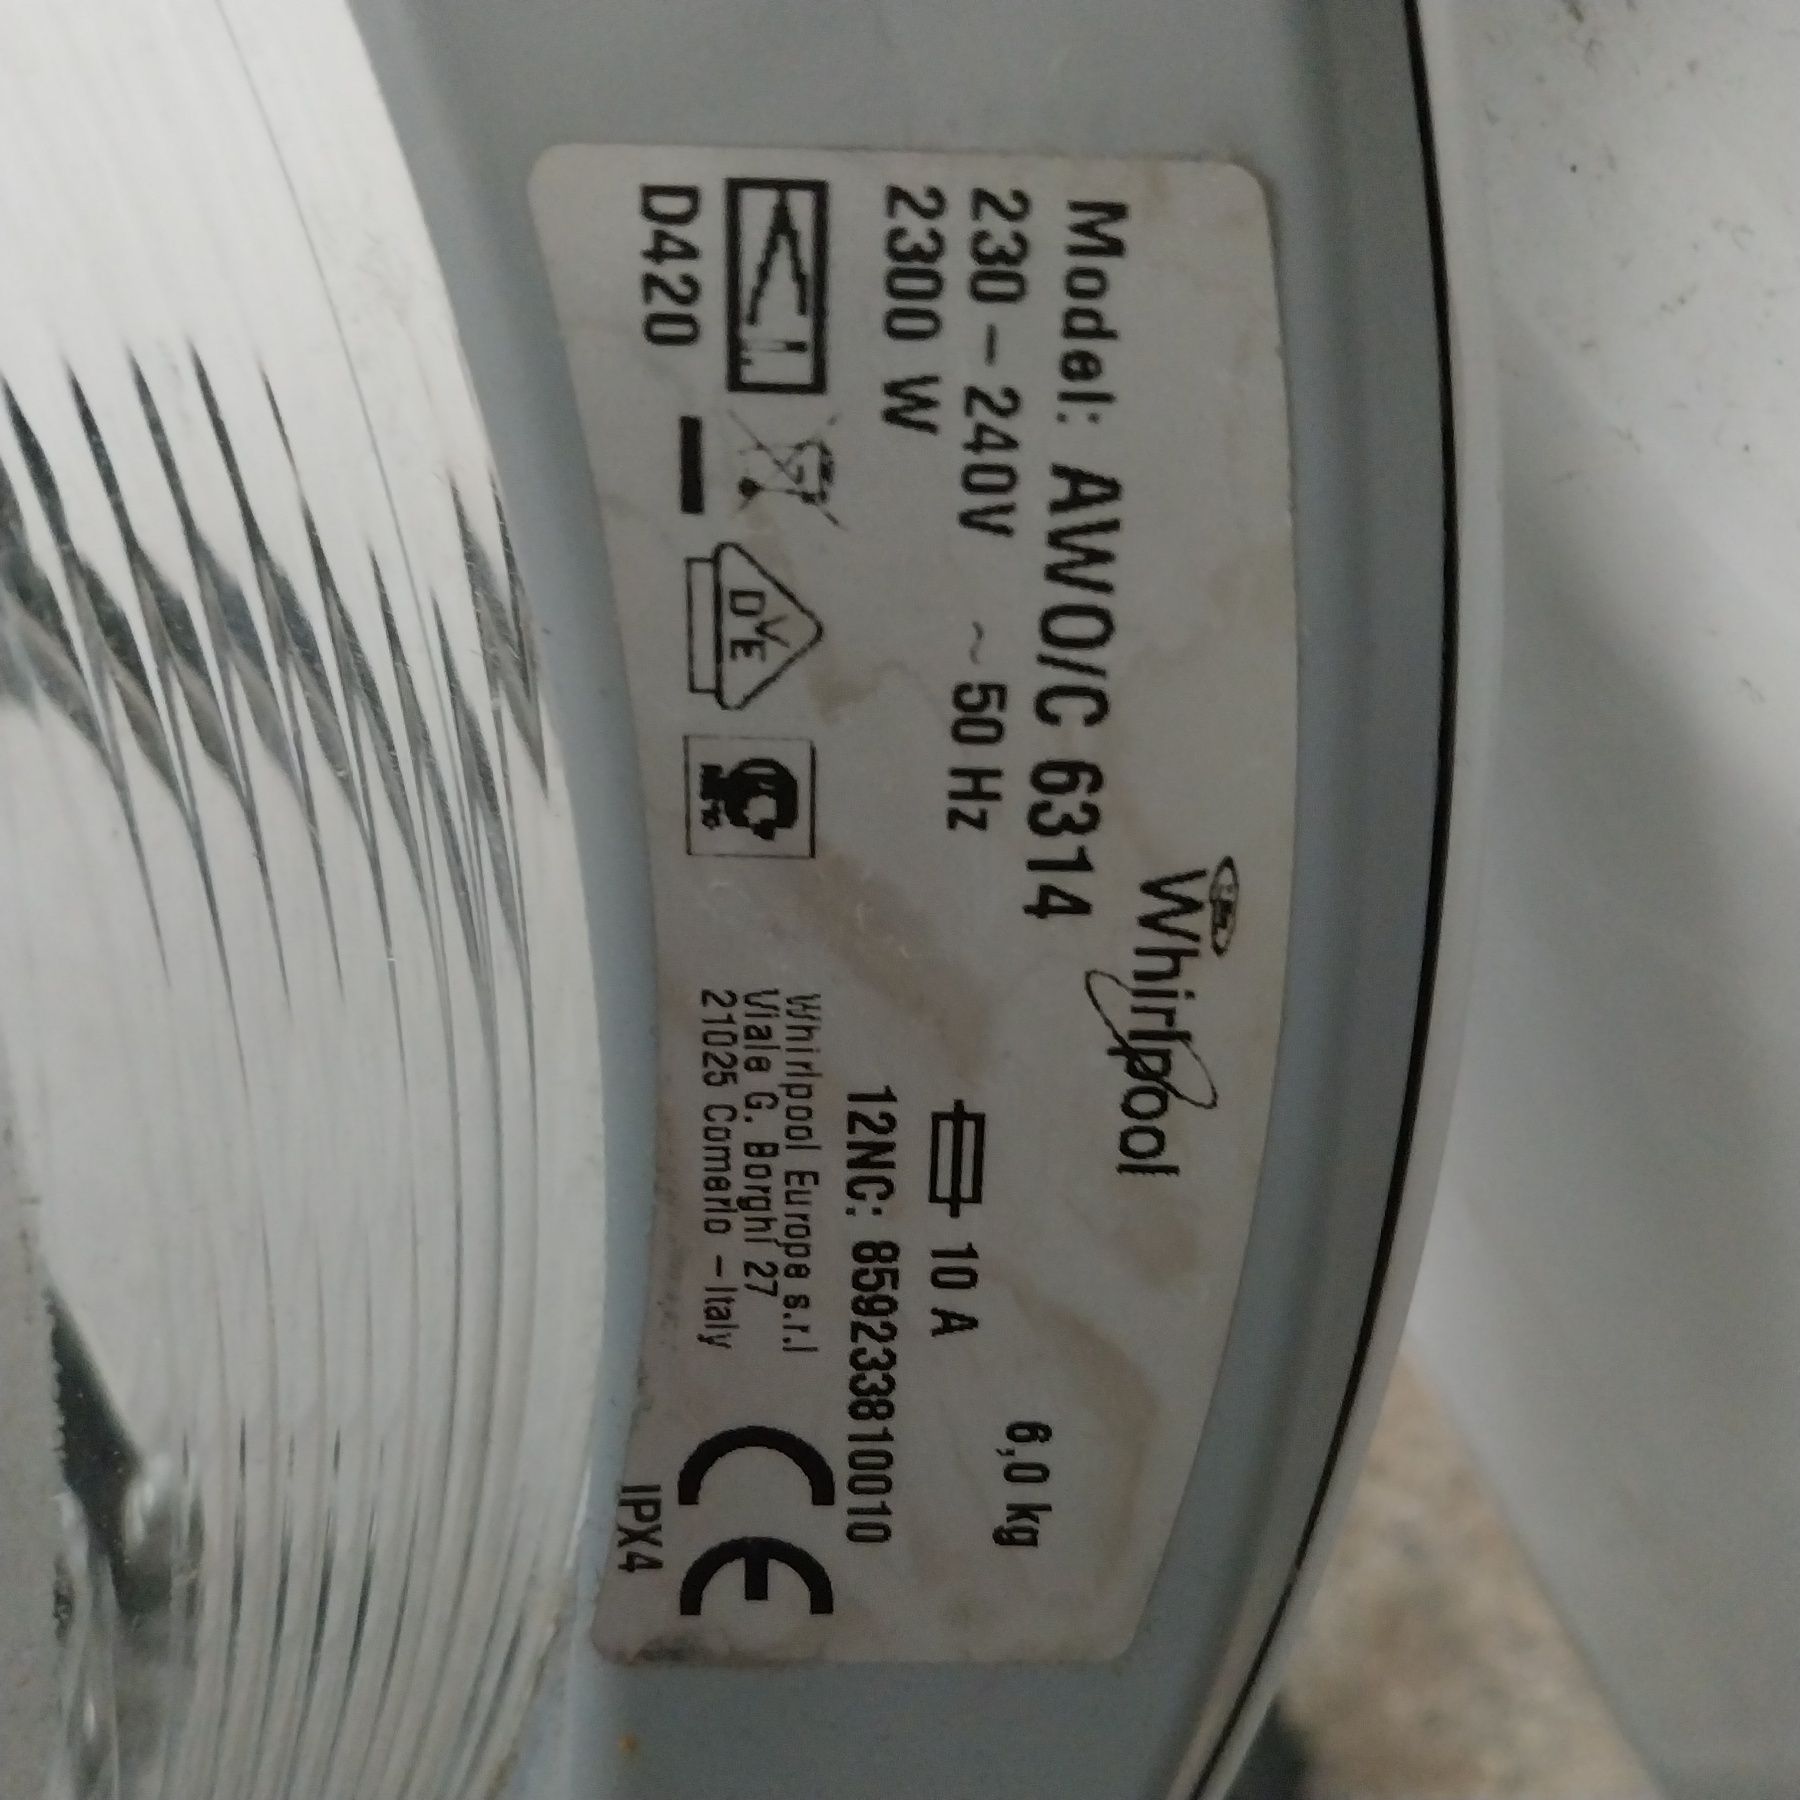 Whirlpool
Model: AWO/C 6314
230 – 240V ~ 50 Hz
2300 W
6,0 kg
10 A
12NC: 859233810010
D420
DVE
Whirlpool Europe s.r.l
Viale G. Borghi 27
21025 Comerio – Italy
CE
IPX4